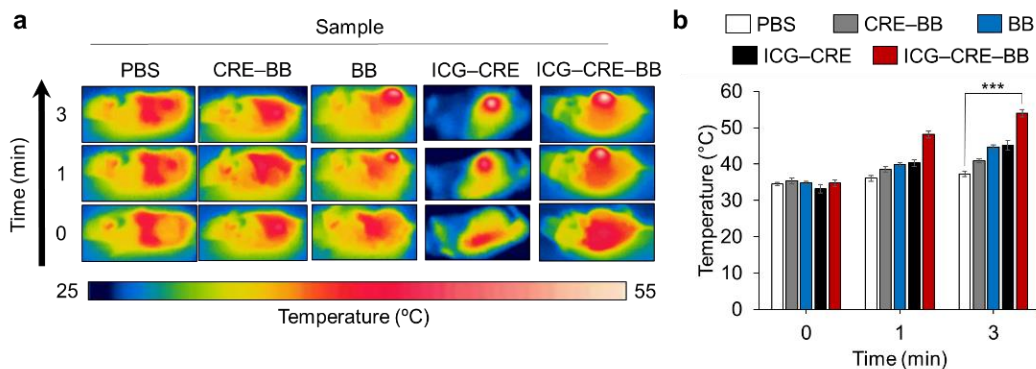 a
Sample
PBS CRE–BB BB ICG–CRE ICG–CRE–BB
Time (min)
3
1
0
25 55
Temperature (ºC)
b
PBS CRE–BB BB
ICG–CRE ICG–CRE–BB
Temperature (°C)
60
50
40
30
20
10
0
***
0 1 3
Time (min)